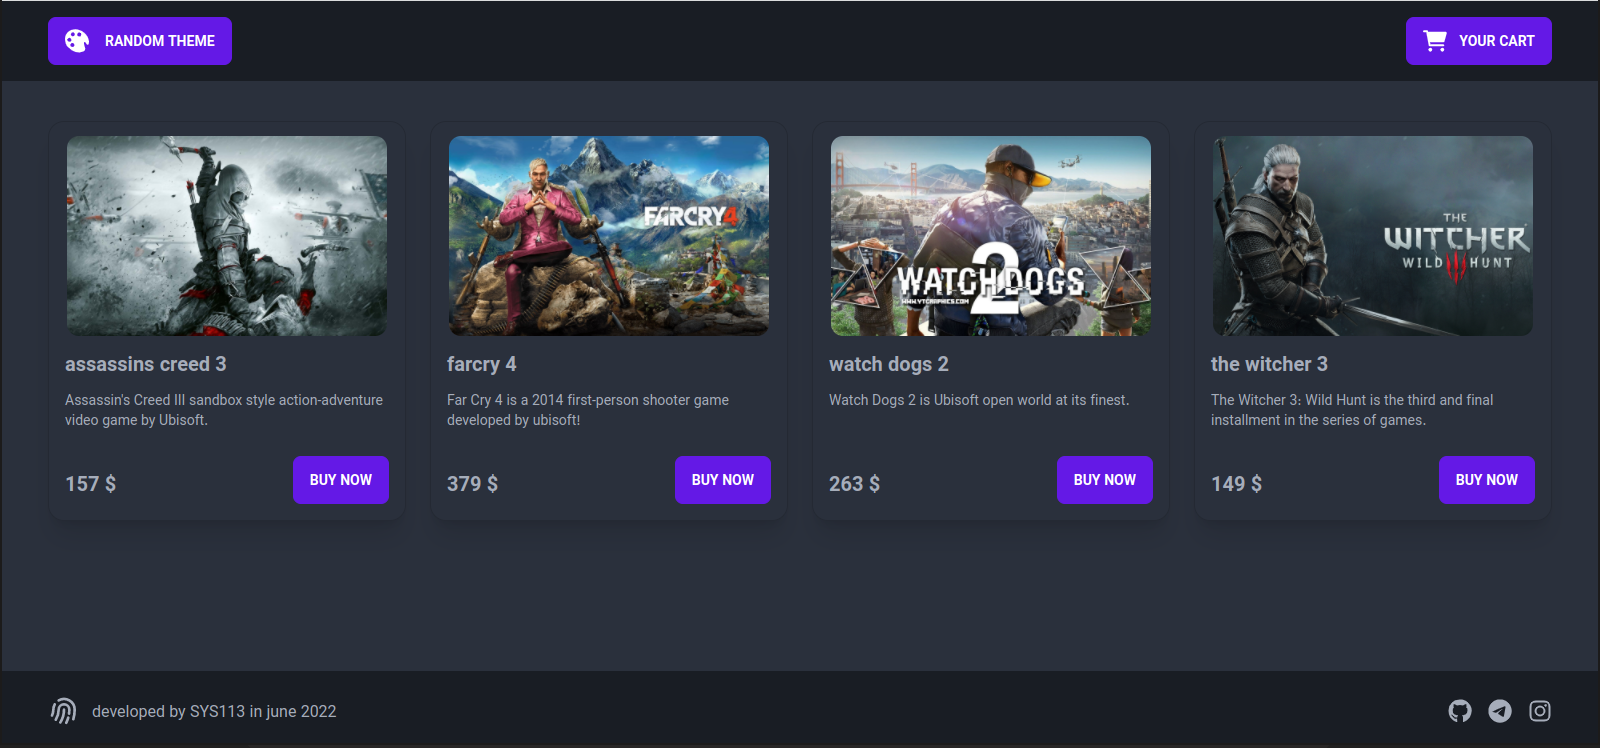 RANDOM THEME
YOUR CART
FARCRY4
WATCH DOGS
2
WWW.YTGRAPHICS.COM
THE
WITCHER
WILD HUNT
assassins creed 3
Assassin's Creed III sandbox style action-adventure
video game by Ubisoft.
157 $
BUY NOW
farcry 4
Far Cry 4 is a 2014 first-person shooter game
developed by ubisoft!
379 $
BUY NOW
watch dogs 2
Watch Dogs 2 is Ubisoft open world at its finest.
263 $
BUY NOW
the witcher 3
The Witcher 3: Wild Hunt is the third and final
installment in the series of games.
149 $
BUY NOW
developed by SYS113 in june 2022